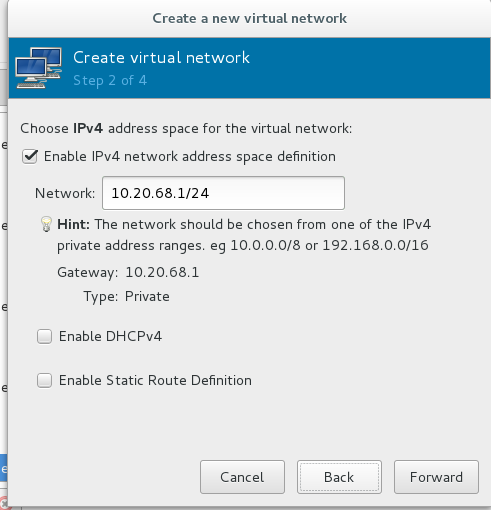 Create a new virtual network
Create virtual network
Step 2 of 4
Choose IPv4 address space for the virtual network:
Enable IPv4 network address space definition
Network: 10.20.68.1/24
Hint: The network should be chosen from one of the IPv4
private address ranges. eg 10.0.0.0/8 or 192.168.0.0/16
Gateway: 10.20.68.1
Type: Private
Enable DHCPv4
Enable Static Route Definition
Cancel Back Forward